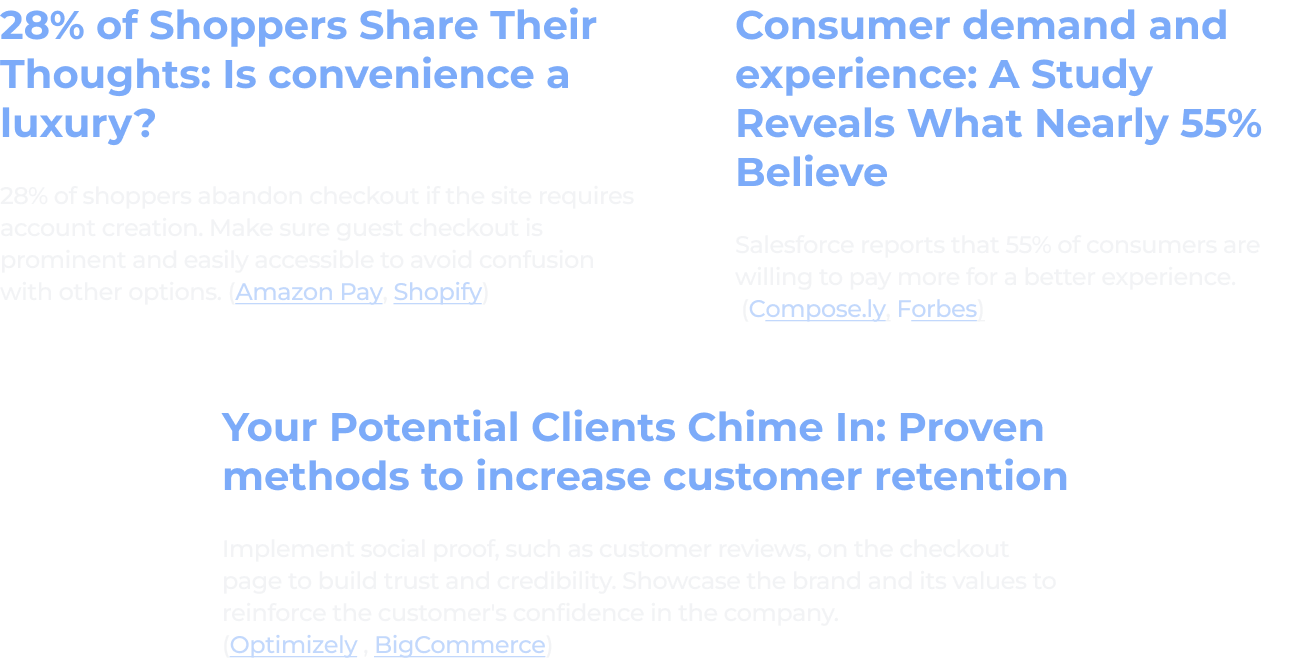 28% of Shoppers Share Their
Thoughts: Is convenience a
luxury?
28% of shoppers abandon checkout if the site requires
account creation. Make sure guest checkout is
prominent and easily accessible to avoid confusion
with other options. (Amazon Pay, Shopify)
Consumer demand and
experience: A Study
Reveals What Nearly 55%
Believe
Salesforce reports that 55% of consumers are
willing to pay more for a better experience.
(Compose.ly, Forbes)
Your Potential Clients Chime In: Proven
methods to increase customer retention
Implement social proof, such as customer reviews, on the checkout
page to build trust and credibility. Showcase the brand and its values to
reinforce the customer's confidence in the company.
(Optimizely , BigCommerce)